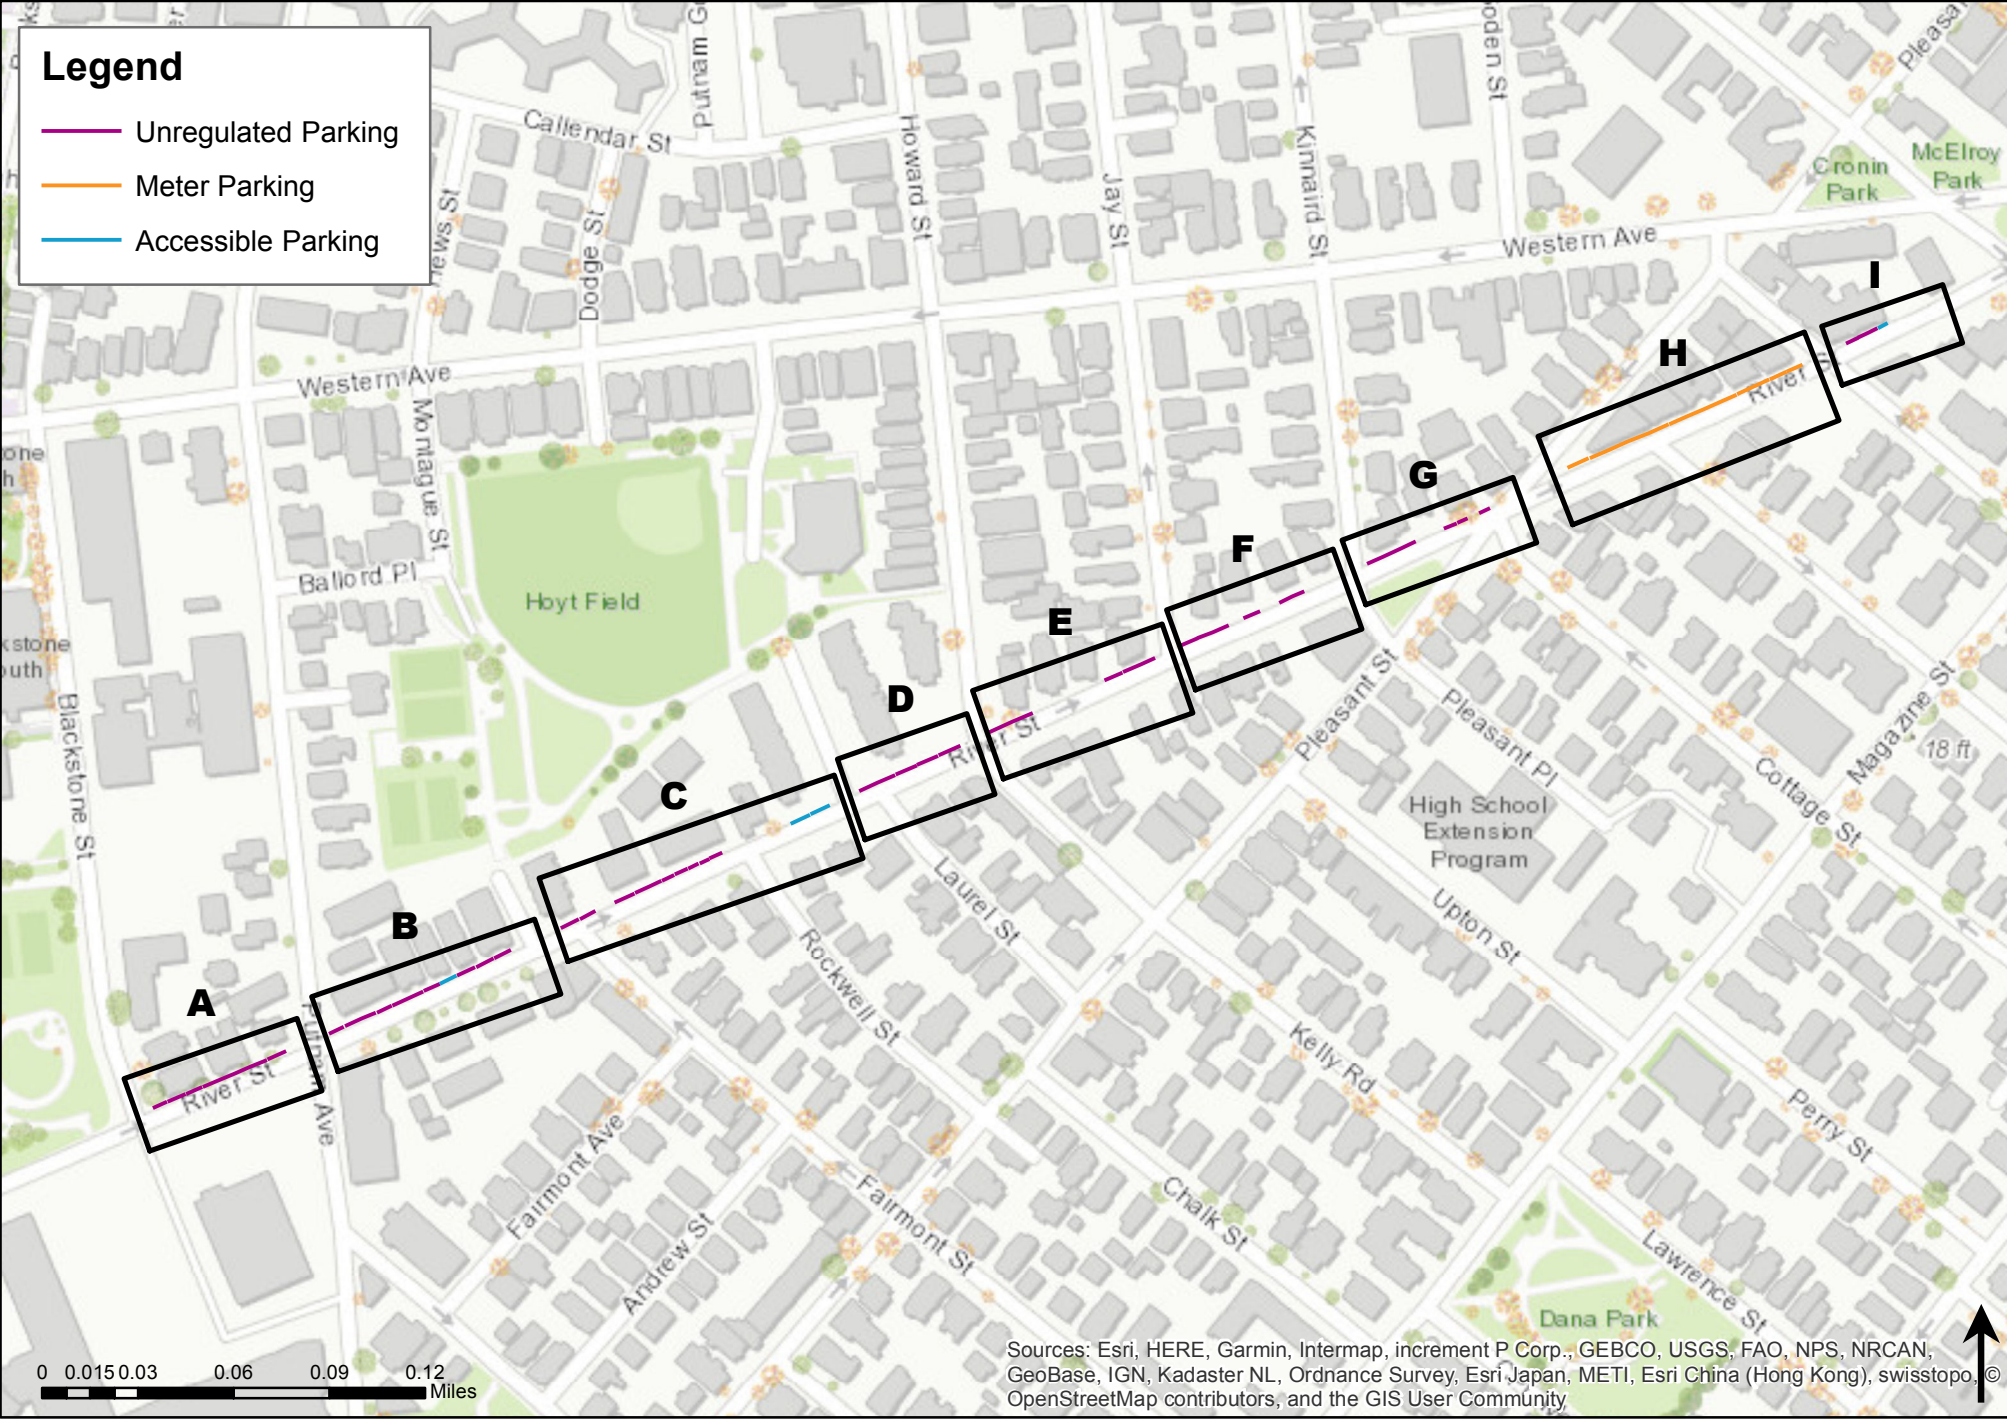 Legend
Unregulated Parking
Meter Parking
Accessible Parking
Callendar St
Howard St
Jay St
Kinnaird St
Dodge St
Cronin
Park
McElroy
Park
Western Ave
Western Ave
Montague St
Ballord Pl
Hoyt Field
Blackstone St
A
B
C
D
E
F
G
H
I
River St
River St
River St
Putnam Ave
Pleasant St
Pleasant Pl
Magazine St
18 ft
Cottage St
High School
Extension
Program
Upton St
Laurel St
Rockwell St
Kelly Rd
Perry St
Fairmont Ave
Fairmont St
Andrew St
Chalk St
Lawrence St
Dana Park
0 0.015 0.03 0.06 0.09 0.12
Miles
Sources: Esri, HERE, Garmin, Intermap, increment P Corp., GEBCO, USGS, FAO, NPS, NRCAN,
GeoBase, IGN, Kadaster NL, Ordnance Survey, Esri Japan, METI, Esri China (Hong Kong), swisstopo, ©
OpenStreetMap contributors, and the GIS User Community